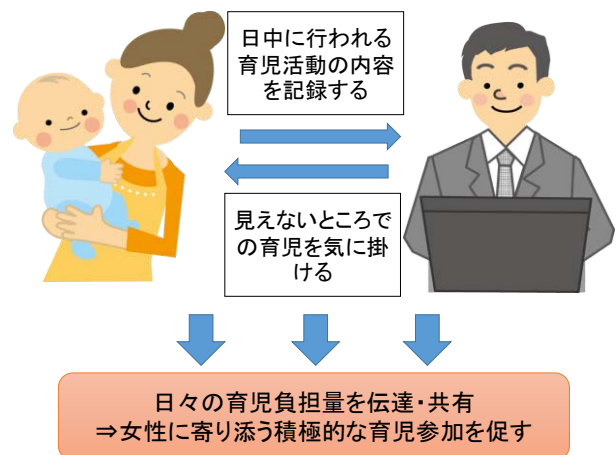 日中に行われる
育児活動の内容
を記録する
見えないところで
の育児を気に掛
ける
日々の育児負担量を伝達・共有
⇒女性に寄り添う積極的な育児参加を促す